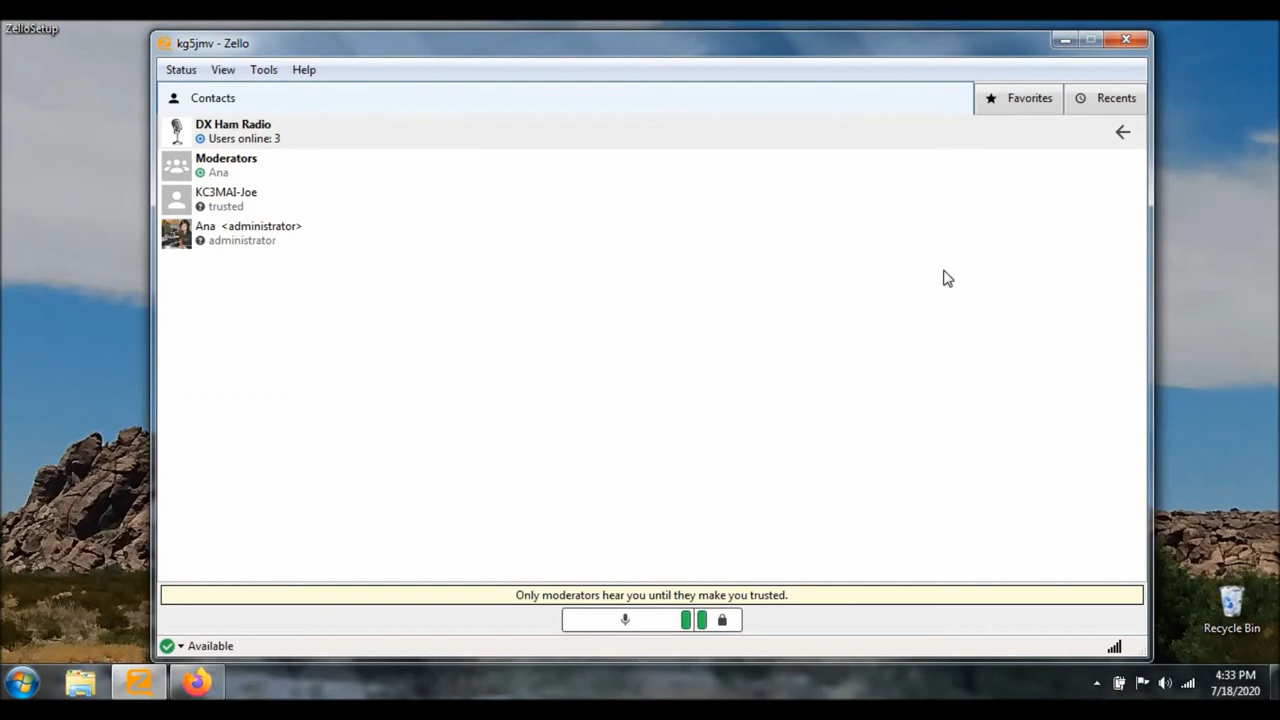 ZelloSetup
kg5jmv - Zello
Status View Tools Help
Contacts
Favorites
Recents
DX Ham Radio
Users online: 3
Moderators
Ana
KC3MAI-Joe
trusted
Ana <administrator>
administrator
Only moderators hear you until they make you trusted.
Available
Recycle Bin
4:33 PM
7/18/2020